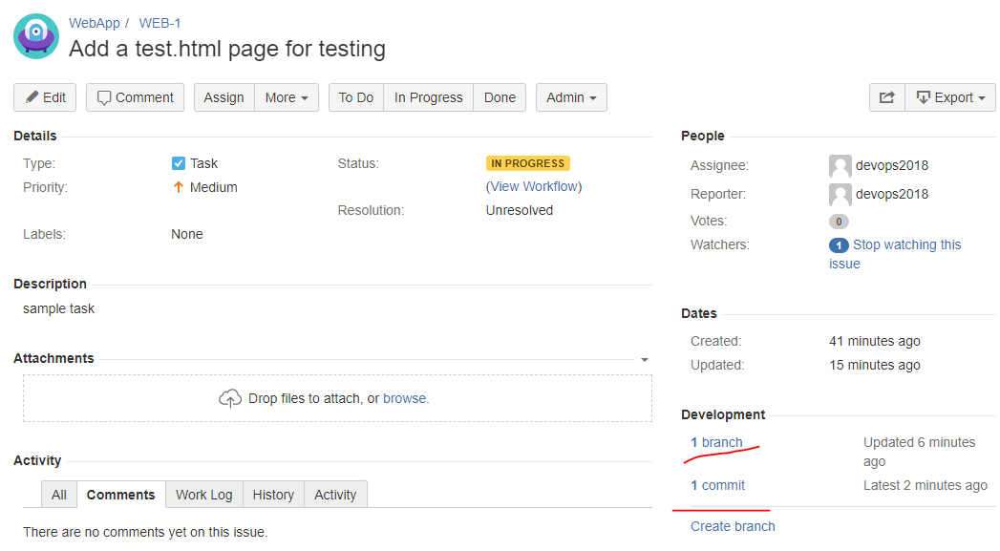 WebApp / WEB-1
Add a test.html page for testing
Edit Comment Assign More To Do In Progress Done Admin Export
Details
Type: Task Status: IN PROGRESS
(View Workflow)
Priority: Medium
Resolution: Unresolved
Labels: None
Description
sample task
Attachments
Drop files to attach, or browse.
Activity
All Comments Work Log History Activity
There are no comments yet on this issue.
People
Assignee: devops2018
Reporter: devops2018
Votes: 0
Watchers: 1 Stop watching this
issue
Dates
Created: 41 minutes ago
Updated: 15 minutes ago
Development
1 branch Updated 6 minutes
ago
1 commit Latest 2 minutes ago
Create branch